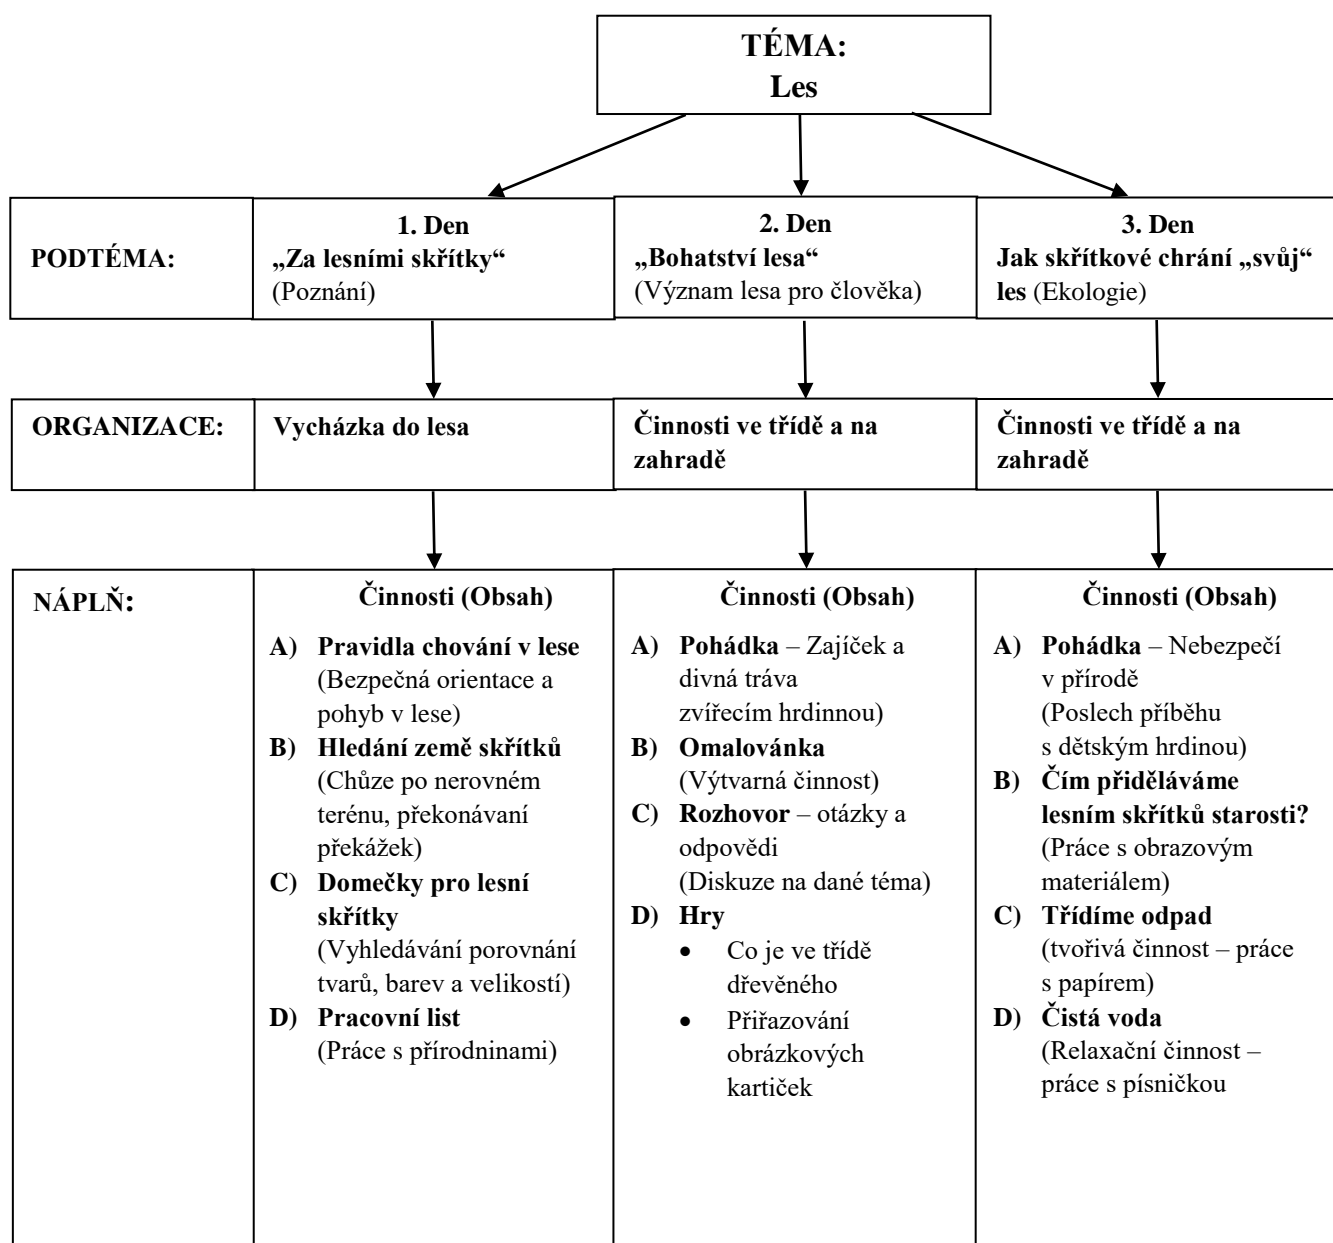 TÉMA:
Les
PODTÉMA:
1. Den
„Za lesními skřítky“
(Poznání)
2. Den
„Bohatství lesa“
(Význam lesa pro člověka)
3. Den
Jak skřítkové chrání „svůj“
les (Ekologie)
ORGANIZACE:
Vycházka do lesa
Činnosti ve třídě a na
zahradě
Činnosti ve třídě a na
zahradě
NÁPLŇ:
Činnosti (Obsah)
A) Pravidla chování v lese
(Bezpečná orientace a
pohyb v lese)
B) Hledání země skřítků
(Chůze po nerovném
terénu, překonávaní
překážek)
C) Domečky pro lesní
skřítky
(Vyhledávání porovnání
tvarů, barev a velikostí)
D) Pracovní list
(Práce s přírodninami)
Činnosti (Obsah)
A) Pohádka – Zajíček a
divná tráva
zvířecím hrdinnou)
B) Omalovánka
(Výtvarná činnost)
C) Rozhovor – otázky a
odpovědi
(Diskuze na dané téma)
D) Hry
• Co je ve třídě
dřevěného
• Přiřazování
obrázkových
kartiček
Činnosti (Obsah)
A) Pohádka – Nebezpečí
v přírodě
(Poslech příběhu
s dětským hrdinou)
B) Čím přiděláváme
lesním skřítků starosti?
(Práce s obrazovým
materiálem)
C) Třídíme odpad
(tvořivá činnost – práce
s papírem)
D) Čistá voda
(Relaxační činnost –
práce s písničkou